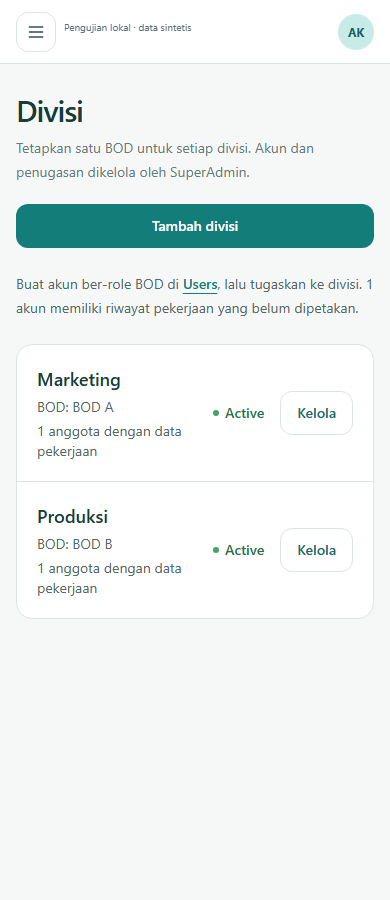 Pengujian lokal · data sintetis
AK
Divisi
Tetapkan satu BOD untuk setiap divisi. Akun dan
penugasan dikelola oleh SuperAdmin.
Tambah divisi
Buat akun ber-role BOD di Users, lalu tugaskan ke divisi. 1
akun memiliki riwayat pekerjaan yang belum dipetakan.
Marketing
BOD: BOD A
1 anggota dengan data
pekerjaan
Active
Kelola
Produksi
BOD: BOD B
1 anggota dengan data
pekerjaan
Active
Kelola